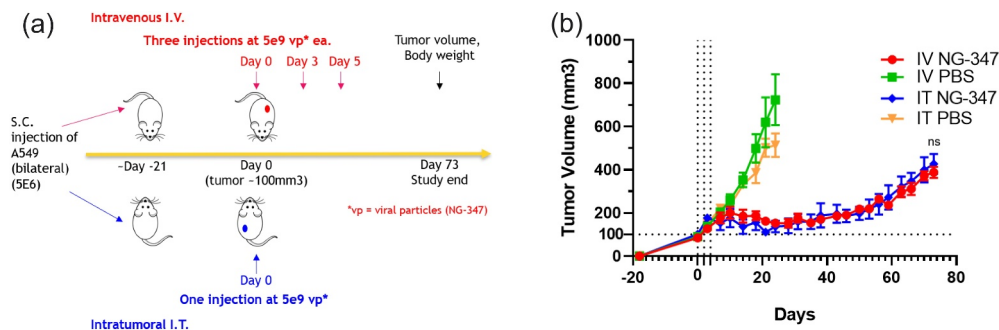 (a)
Intravenous I.V.
Three injections at 5e9 vp* ea.
Day 0 Day 3 Day 5
Tumor volume,
Body weight
S.C.
injection of
A549
(bilateral)
(5E6)
~Day -21
Day 0
(tumor ~100mm3)
Day 73
Study end
*vp = viral particles (NG-347)
Day 0
One injection at 5e9 vp*
Intratumoral I.T.
(b)
Tumor Volume (mm3)
1000
800
600
400
200
100
0
-20 0 20 40 60 80
Days
IV NG-347
IV PBS
IT NG-347
IT PBS
ns